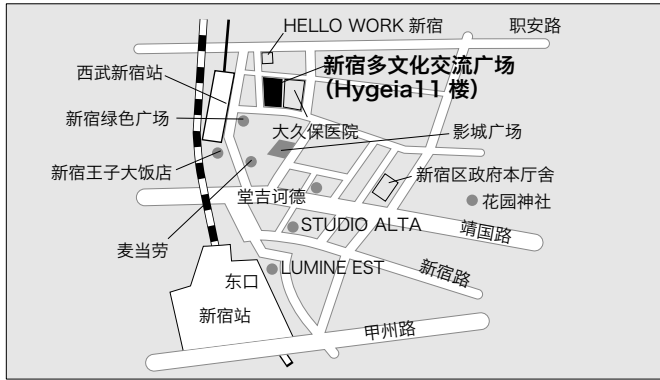 HELLO WORK 新宿
职安路
西武新宿站
新宿多文化交流广场
（Hygeia11 楼）
新宿绿色广场
大久保医院
影城广场
新宿王子大饭店
新宿区政府本厅舍
堂吉诃德
花园神社
STUDIO ALTA
靖国路
麦当劳
LUMINE EST
新宿路
东口
新宿站
甲州路